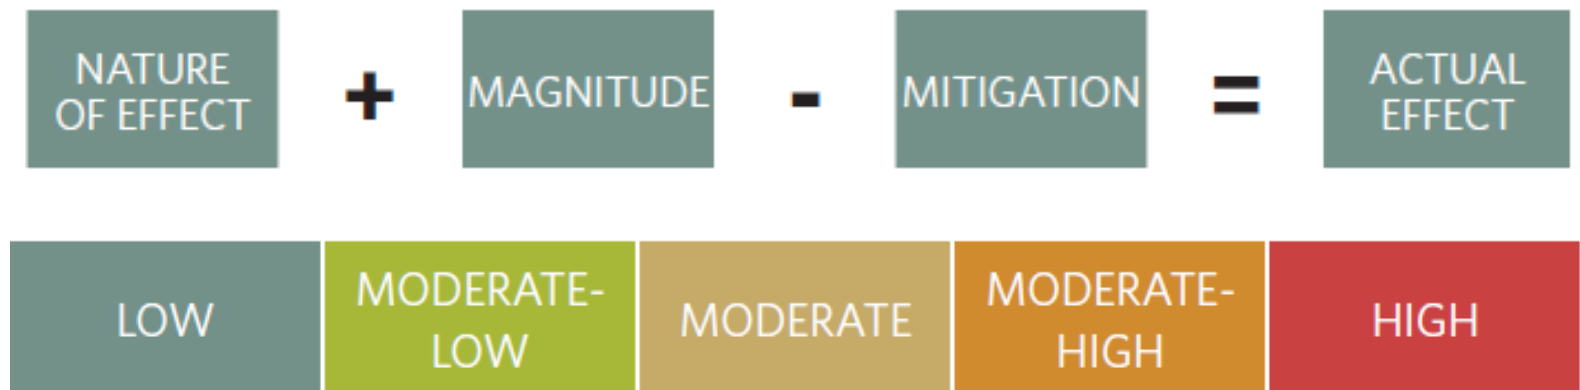 NATURE
OF EFFECT
+
MAGNITUDE
-
MITIGATION
=
ACTUAL
EFFECT
LOW
MODERATE-
LOW
MODERATE
MODERATE-
HIGH
HIGH